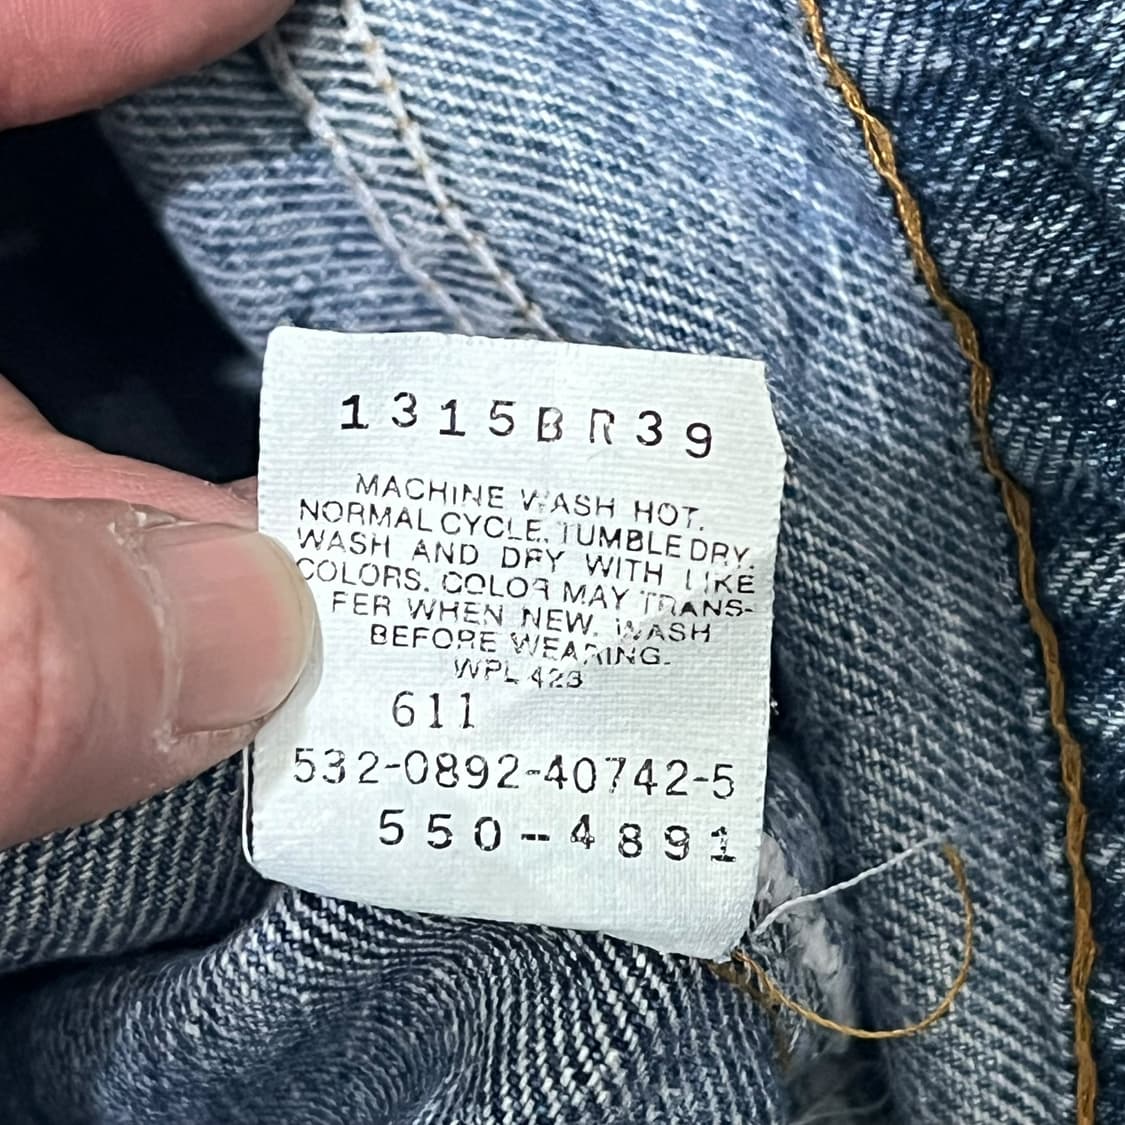 1315BR39
MACHINE WASH HOT.
NORMAL CYCLE. TUMBLE DRY.
WASH AND DRY WITH LIKE
COLORS. COLOR MAY TRANS-
FER WHEN NEW. WASH
BEFORE WEARING.
WPL 423
611
532-0892-40742-5
550-4891